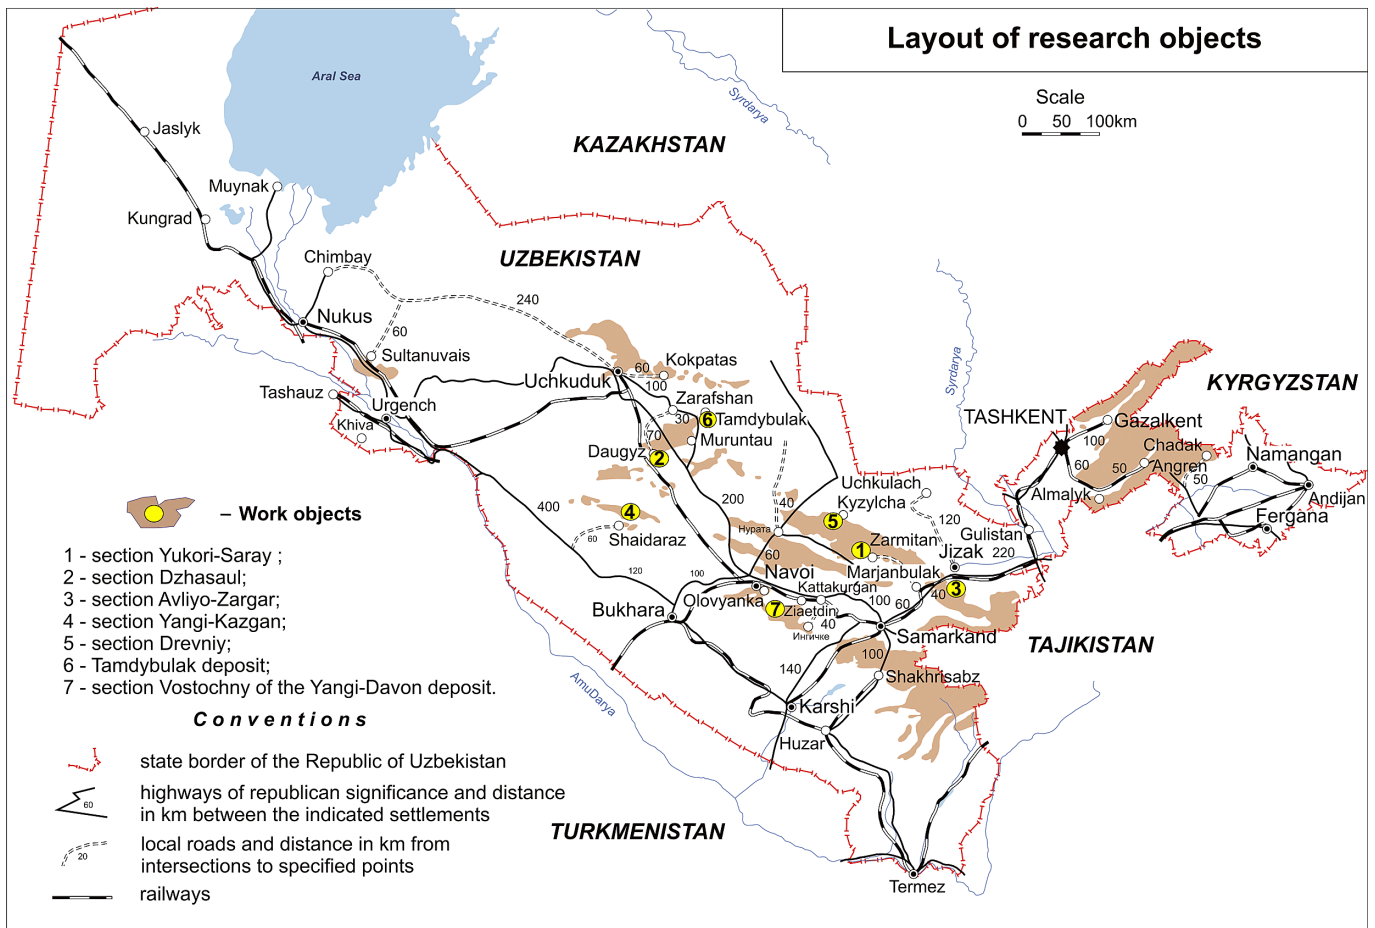 Layout of research objects
Scale
0 50 100km
Aral Sea
Syrdarya
KAZAKHSTAN
Jaslyk
Muynak
Kungrad
UZBEKISTAN
Chimbay
240
Nukus
60
Sultanuvais
Kokpatas
60
100
Uchkuduk
Tashauz
Urgench
Khiva
Zarafshan
30
6
Tamdybulak
70
Muruntau
Daugyz
2
Syrdarya
KYRGYZSTAN
TASHKENT
Gazalkent
100
Chadak
60
50
Angren
50
Almalyk
Namangan
Andijan
Fergana
Uchkulach
Kyzylcha
400
200
40
4
5
120
60
Shaidaraz
Нурата
60
Zarmitan
1
Gulistan
Jizak
220
120
100
Navoi
Marjanbulak
Kattakurgan
Olovyanka
100
60
40
3
Bukhara
7
Ziaetdin
40
Ингичке
Samarkand
TAJIKISTAN
140
100
Shakhrisabz
AmuDarya
Karshi
Huzar
TURKMENISTAN
Termez
– Work objects
1 - section Yukori-Saray ;
2 - section Dzhasaul;
3 - section Avliyo-Zargar;
4 - section Yangi-Kazgan;
5 - section Drevniy;
6 - Tamdybulak deposit;
7 - section Vostochny of the Yangi-Davon deposit.
Conventions
state border of the Republic of Uzbekistan
60
highways of republican significance and distance
in km between the indicated settlements
20
local roads and distance in km from
intersections to specified points
railways